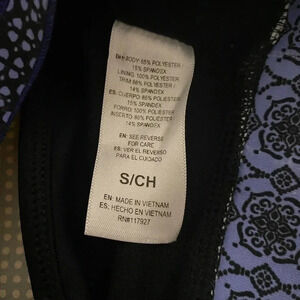 EN: BODY: 85% POLYESTER /
15% SPANDEX
LINING: 100% POLYESTER
TRIM 86% POLYESTER /
14% SPANDEX
ES: CUERPO: 85% POLIESTER /
15% SPANDEX
FORRO: 100% POLIESTER
INSERTO: 86% POLIESTER /
14% SPANDEX
EN: SEE REVERSE
FOR CARE
ES: VER EL REVERSO
PARA EL CUIDADO
S/CH
EN: MADE IN VIETNAM
ES: HECHO EN VIETNAM
RN#117927